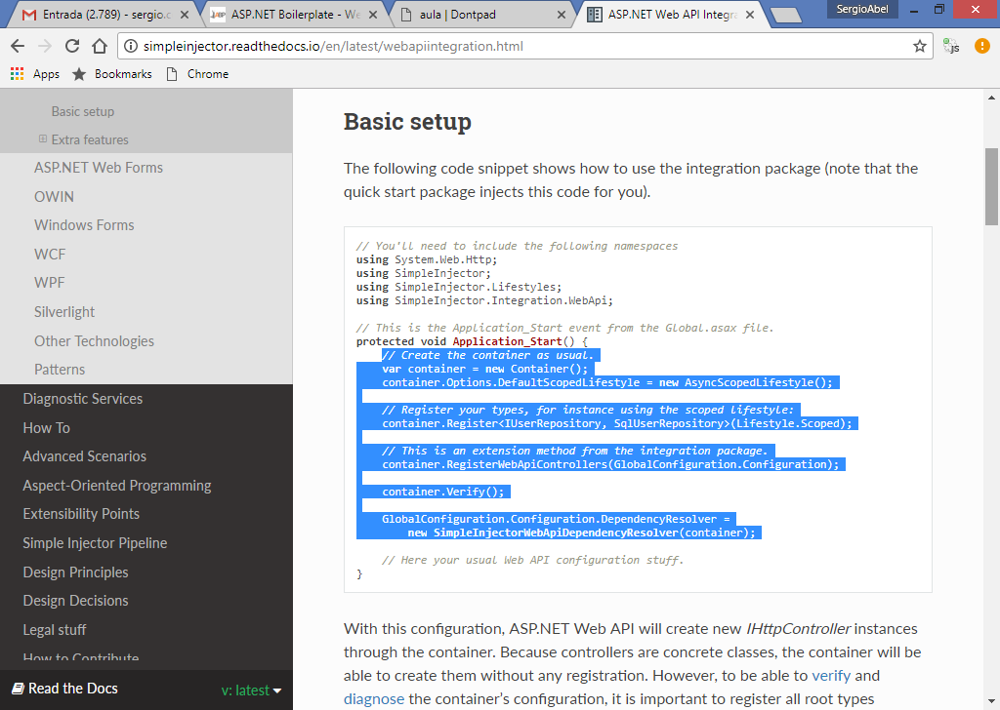 Entrada (2.789) - sergio.c
ASP.NET Boilerplate - We
aula | Dontpad
ASP.NET Web API Integra
SergioAbel
simpleinjector.readthedocs.io/en/latest/webapiintegration.html
js
Apps
Bookmarks
Chrome
Basic setup
Extra features
ASP.NET Web Forms
OWIN
Windows Forms
WCF
WPF
Silverlight
Other Technologies
Patterns
Diagnostic Services
How To
Advanced Scenarios
Aspect-Oriented Programming
Extensibility Points
Simple Injector Pipeline
Design Principles
Design Decisions
Legal stuff
How to Contribute
Read the Docs
v: latest
Basic setup
The following code snippet shows how to use the integration package (note that the
quick start package injects this code for you).
// You'll need to include the following namespaces
using System.Web.Http;
using SimpleInjector;
using SimpleInjector.Lifestyles;
using SimpleInjector.Integration.WebApi;
// This is the Application_Start event from the Global.asax file.
protected void Application_Start() {
// Create the container as usual.
var container = new Container();
container.Options.DefaultScopedLifestyle = new AsyncScopedLifestyle();
// Register your types, for instance using the scoped lifestyle:
container.Register<IUserRepository, SqlUserRepository>(Lifestyle.Scoped);
// This is an extension method from the integration package.
container.RegisterWebApiControllers(GlobalConfiguration.Configuration);
container.Verify();
GlobalConfiguration.Configuration.DependencyResolver =
new SimpleInjectorWebApiDependencyResolver(container);
// Here your usual Web API configuration stuff.
}
With this configuration, ASP.NET Web API will create new IHttpController instances
through the container. Because controllers are concrete classes, the container will be
able to create them without any registration. However, to be able to verify and
diagnose the container's configuration, it is important to register all root types